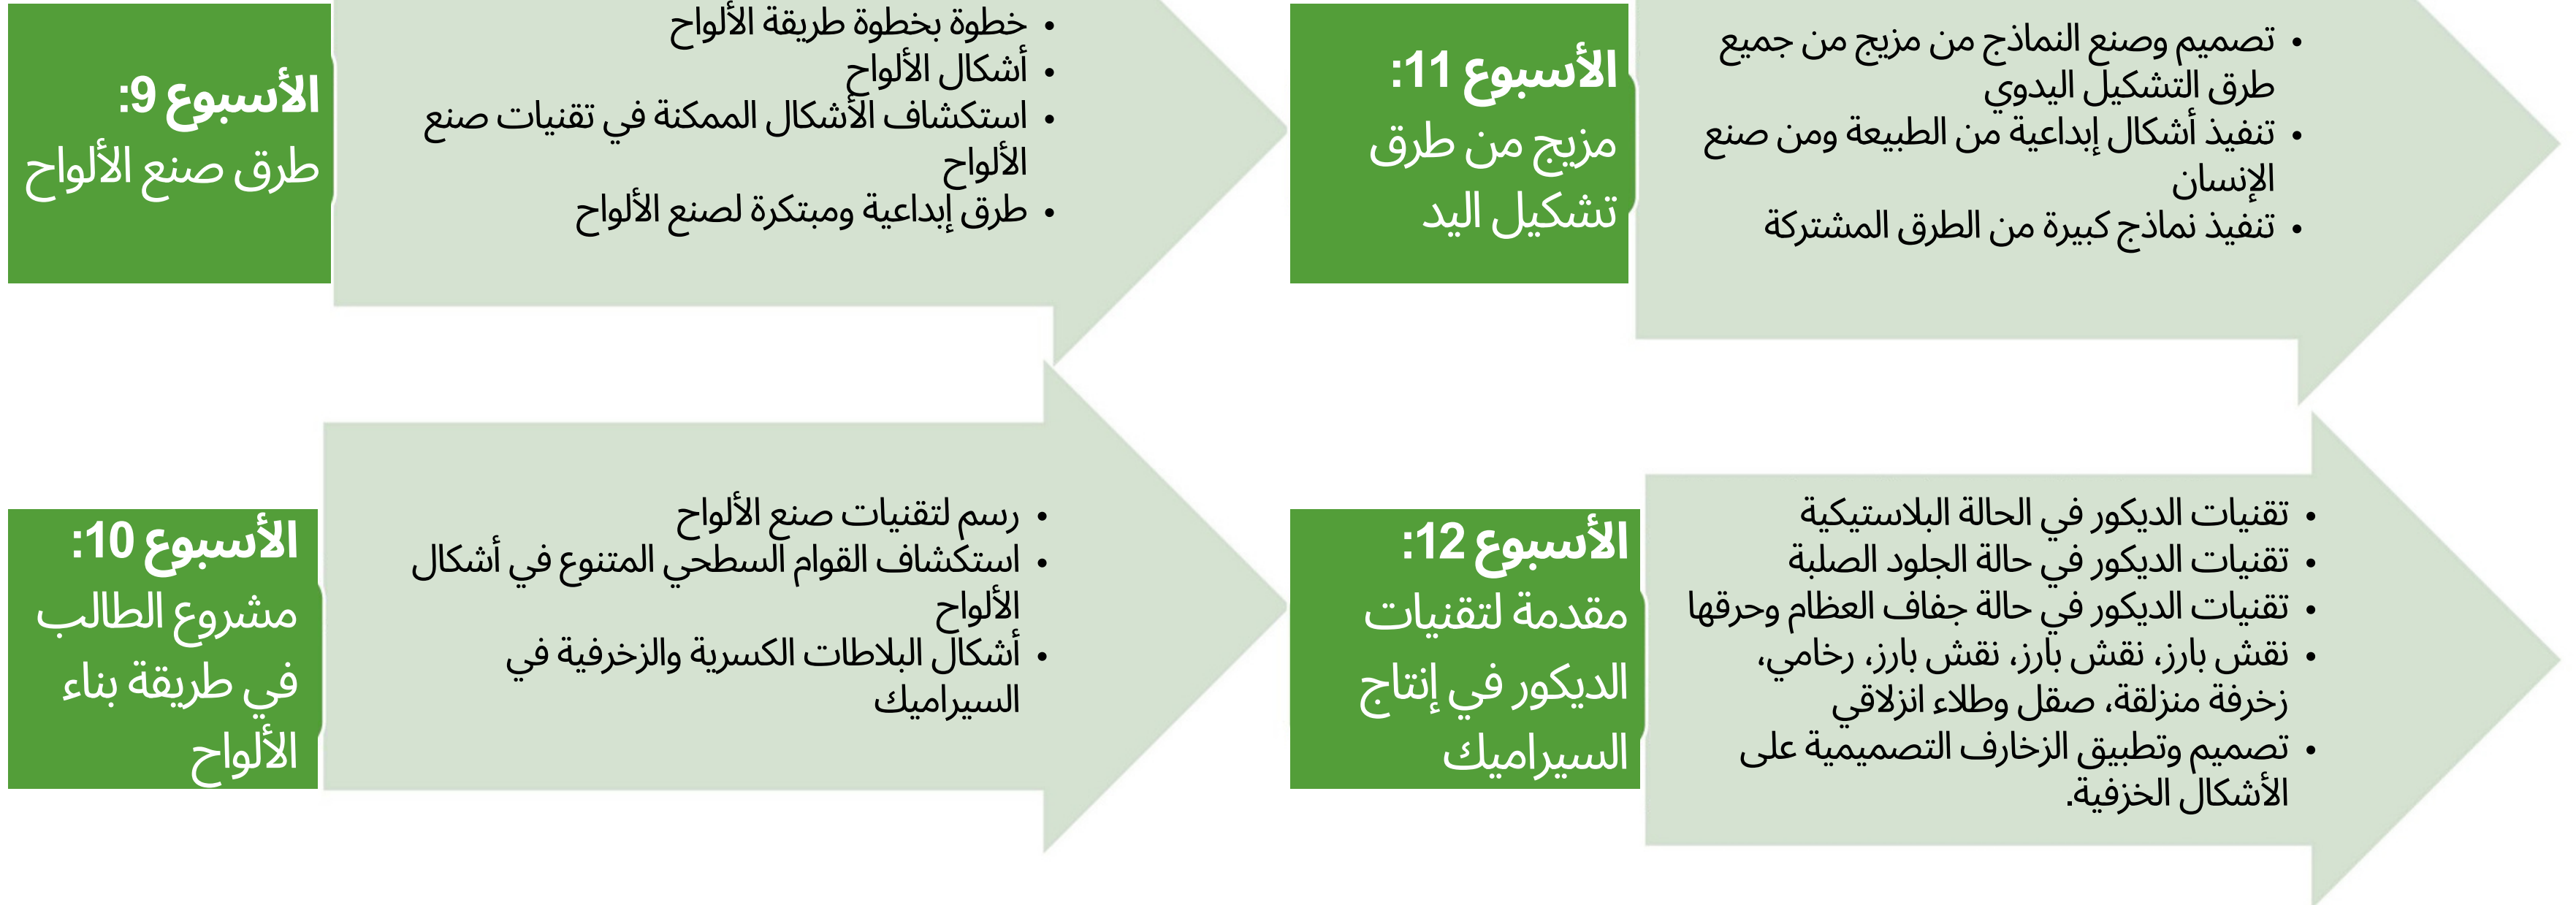 الأسبوع 9:
طرق صنع الألواح
• خطوة بخطوة طريقة الألواح
• أشكال الألواح
• استكشاف الأشكال الممكنة في تقنيات صنع
الألواح
• طرق إبداعية ومبتكرة لصنع الألواح
الأسبوع 10:
مشروع الطالب
في طريقة بناء
الألواح
• رسم لتقنيات صنع الألواح
• استكشاف القوام السطحي المتنوع في أشكال
الألواح
• أشكال البلاطات الكسرية والزخرفية في
السيراميك
الأسبوع 11:
مزيج من طرق
تشكيل اليد
• تصميم وصنع النماذج من مزيج من جميع
طرق التشكيل اليدوي
• تنفيذ أشكال إبداعية من الطبيعة ومن صنع
الإنسان
• تنفيذ نماذج كبيرة من الطرق المشتركة
الأسبوع 12:
مقدمة لتقنيات
الديكور في إنتاج
السيراميك
• تقنيات الديكور في الحالة البلاستيكية
• تقنيات الديكور في حالة الجلود الصلبة
• تقنيات الديكور في حالة جفاف العظام وحرقها
• نقش بارز، نقش بارز، نقش بارز، رخامي،
زخرفة منزلقة، صقل وطلاء انزلاقي
• تصميم وتطبيق الزخارف التصميمية على
الأشكال الخزفية.